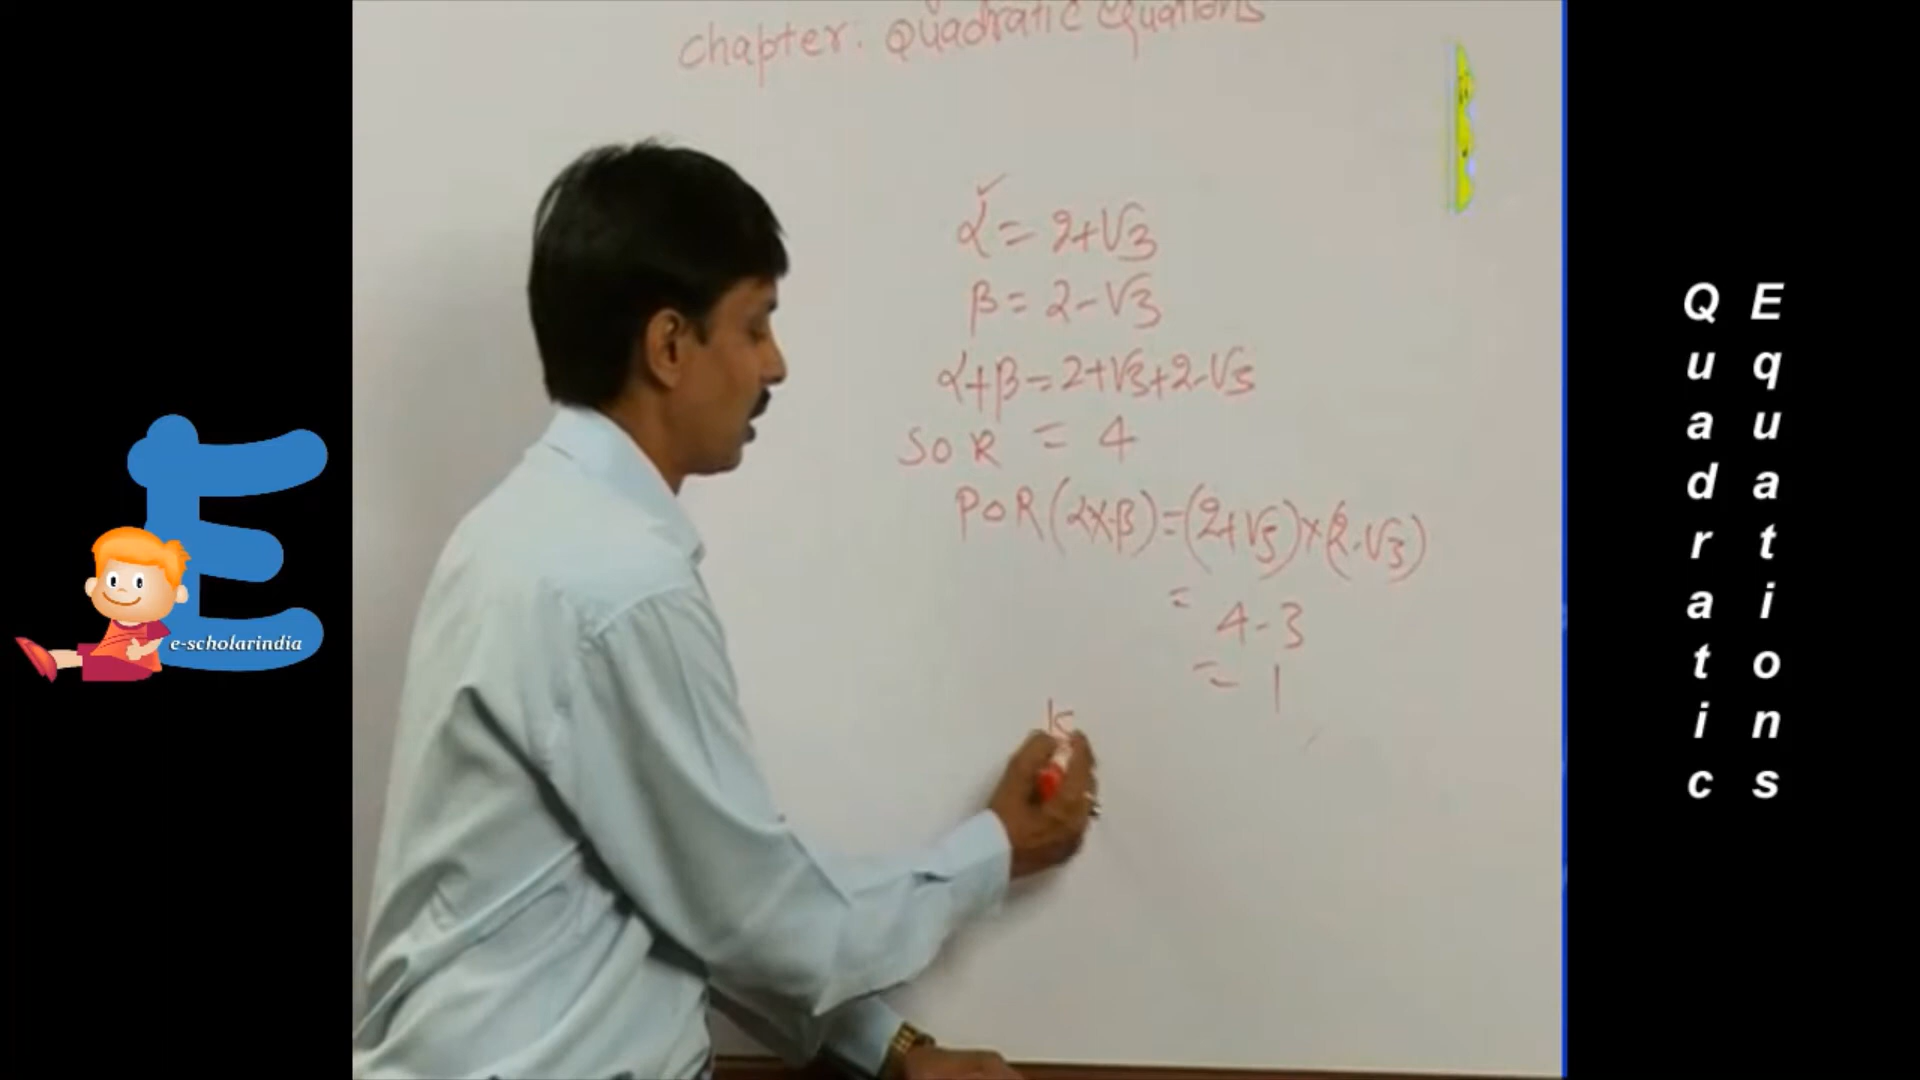 Chapter: Quadratic Equations
α = 2+√3
β = 2-√3
α+β = 2+√3+2-√3
SOR = 4
POR(α×β) = (2+√3)×(2-√3)
= 4-3
= 1
e-scholarindia
Quadratic
Equations